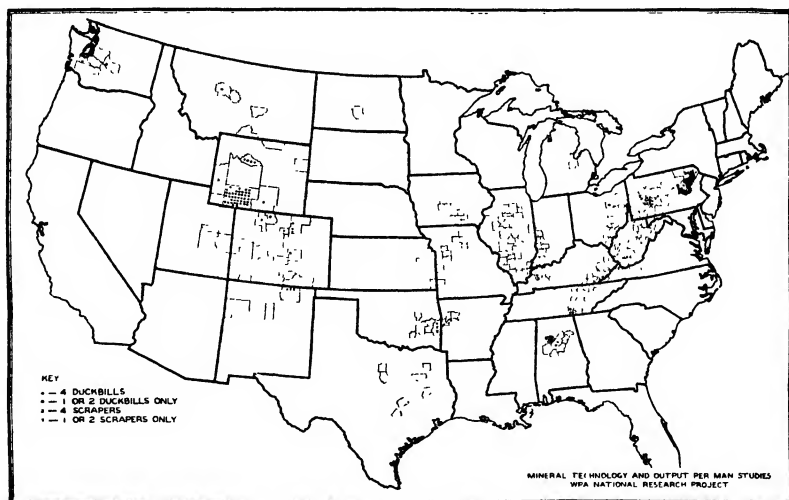 KEY
– 4 DUCKBILLS
– 1 OR 2 DUCKBILLS ONLY
– 4 SCRAPERS
– 1 OR 2 SCRAPERS ONLY
MINERAL TECHNOLOGY AND OUTPUT PER MAN STUDIES
WPA NATIONAL RESEARCH PROJECT